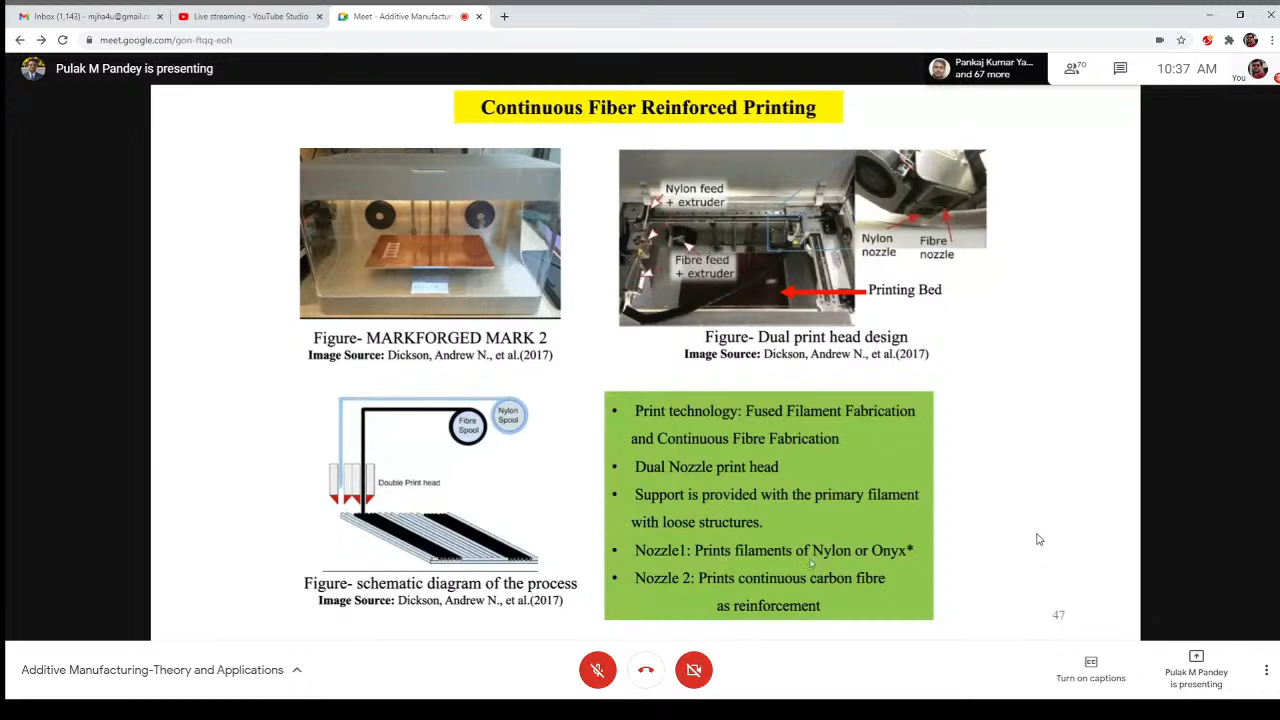 Inbox (1,143) - mjha4u@gmail.c
Live streaming - YouTube Studio
Meet - Additive Manufactur
meet.google.com/gon-ftqq-eoh
Pulak M Pandey is presenting
Pankaj Kumar Ya...
and 67 more
70
10:37 AM
You
Continuous Fiber Reinforced Printing
Nylon feed
+ extruder
Fibre feed
+ extruder
Nylon
nozzle
Fibre
nozzle
Printing Bed
Figure- MARKFORGED MARK 2
Image Source: Dickson, Andrew N., et al.(2017)
Figure- Dual print head design
Image Source: Dickson, Andrew N., et al.(2017)
Fibre
Spool
Nylon
Spool
Double Print head
Figure- schematic diagram of the process
Image Source: Dickson, Andrew N., et al.(2017)
• Print technology: Fused Filament Fabrication
and Continuous Fibre Fabrication
• Dual Nozzle print head
• Support is provided with the primary filament
with loose structures.
• Nozzle1: Prints filaments of Nylon or Onyx*
• Nozzle 2: Prints continuous carbon fibre
as reinforcement
47
Additive Manufacturing-Theory and Applications
Turn on captions
Pulak M Pandey
is presenting